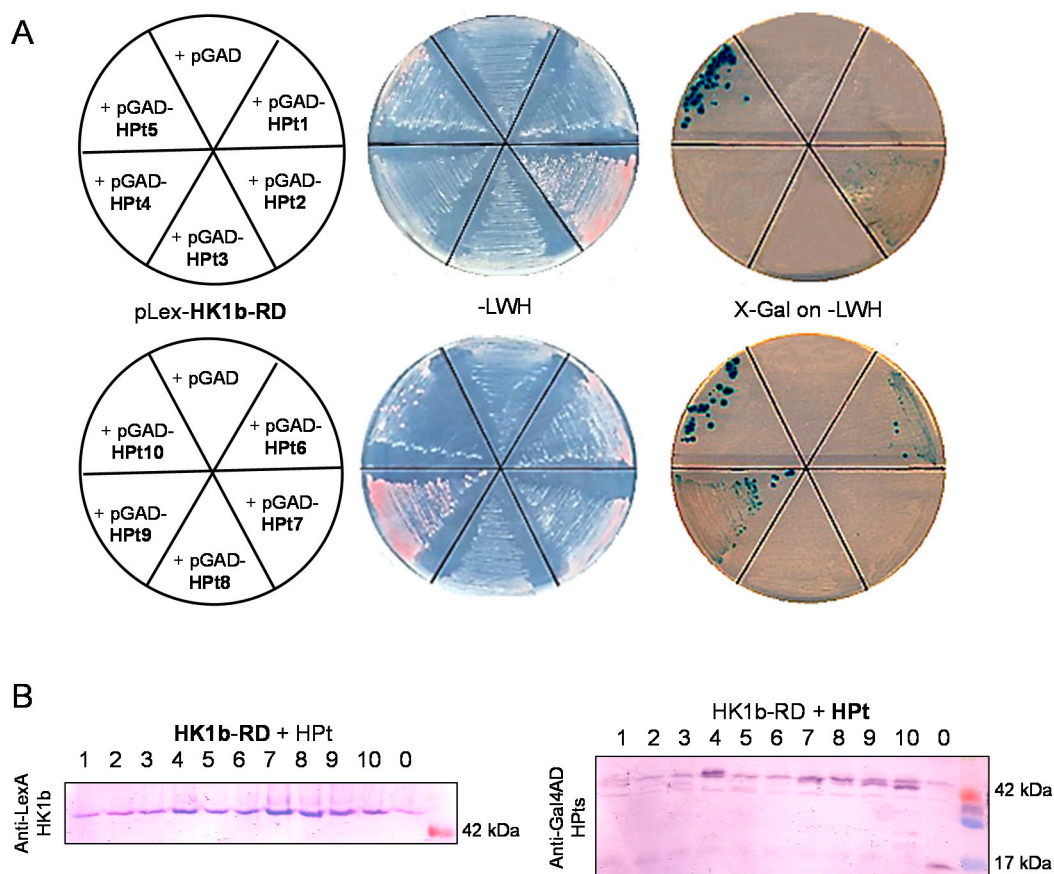 A
+ pGAD
+ pGAD-
HPt1
+ pGAD-
HPt2
+ pGAD-
HPt3
+ pGAD-
HPt4
+ pGAD-
HPt5
pLex-HK1b-RD
-LWH
X-Gal on -LWH
+ pGAD
+ pGAD-
HPt6
+ pGAD-
HPt7
+ pGAD-
HPt8
+ pGAD-
HPt9
+ pGAD-
HPt10
B
HK1b-RD + HPt
1 2 3 4 5 6 7 8 9 10 0
Anti-LexA
HK1b
42 kDa
HK1b-RD + HPt
1 2 3 4 5 6 7 8 9 10 0
Anti-Gal4AD
HPts
42 kDa
17 kDa